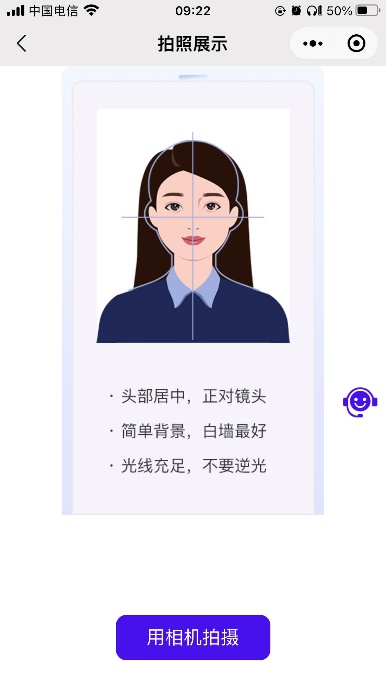 中国电信 09:22 50%
拍照展示
· 头部居中，正对镜头
· 简单背景，白墙最好
· 光线充足，不要逆光
用相机拍摄